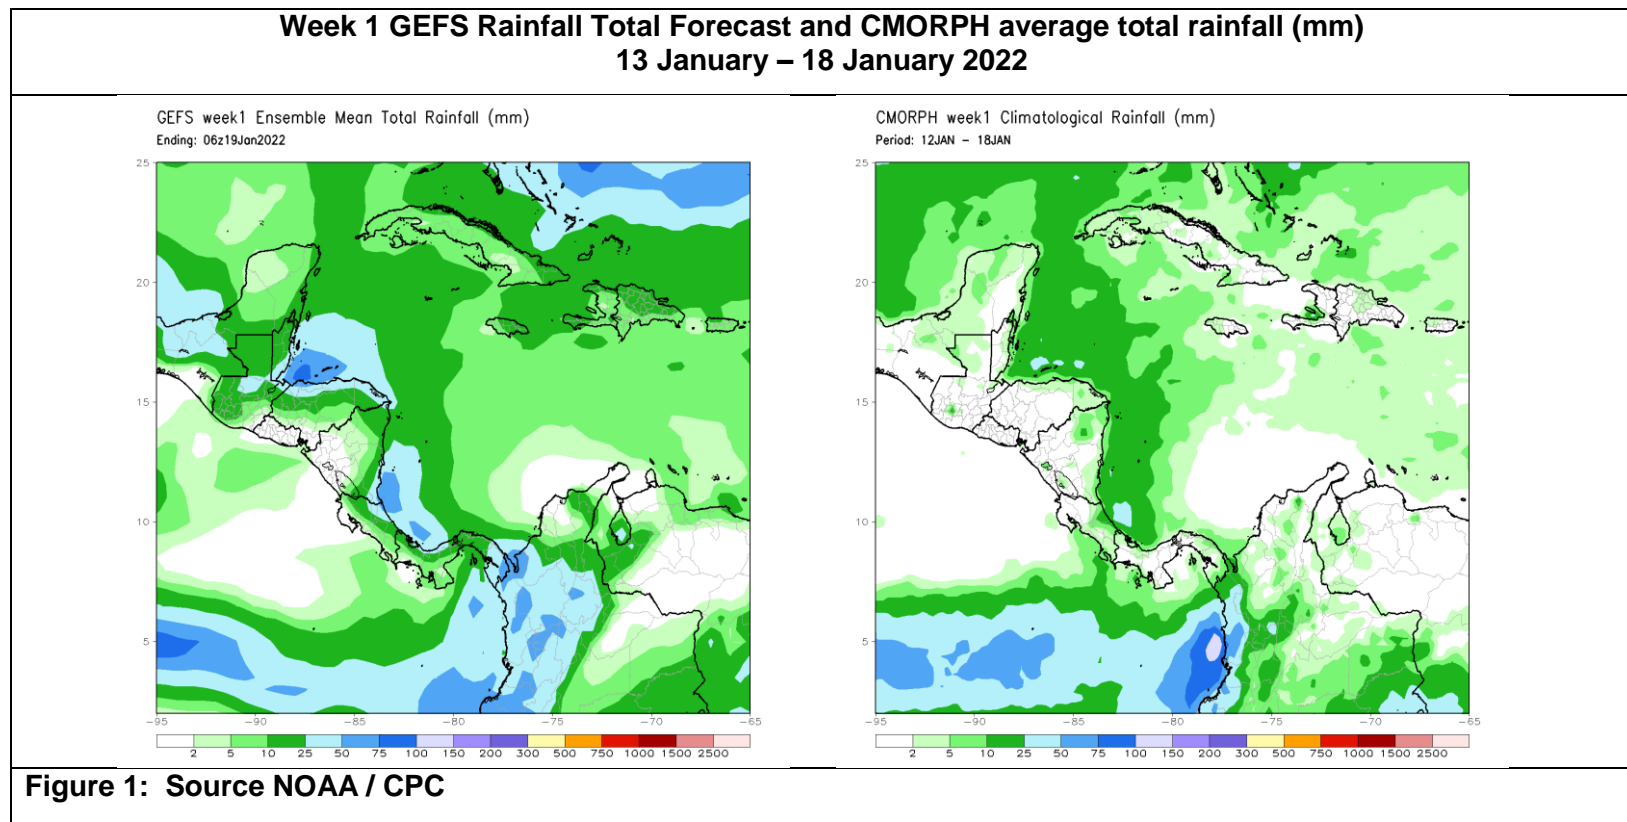 Week 1 GEFS Rainfall Total Forecast and CMORPH average total rainfall (mm)
13 January – 18 January 2022
GEFS week1 Ensemble Mean Total Rainfall (mm)
Ending: 06z19Jan2022
25
20
15
10
5
-95 -90 -85 -80 -75 -70 -65
2 5 10 25 50 75 100 150 200 300 500 750 1000 1500 2500
CMORPH week1 Climatological Rainfall (mm)
Period: 12JAN – 18JAN
25
20
15
10
5
-95 -90 -85 -80 -75 -70 -65
2 5 10 25 50 75 100 150 200 300 500 750 1000 1500 2500
Figure 1: Source NOAA / CPC